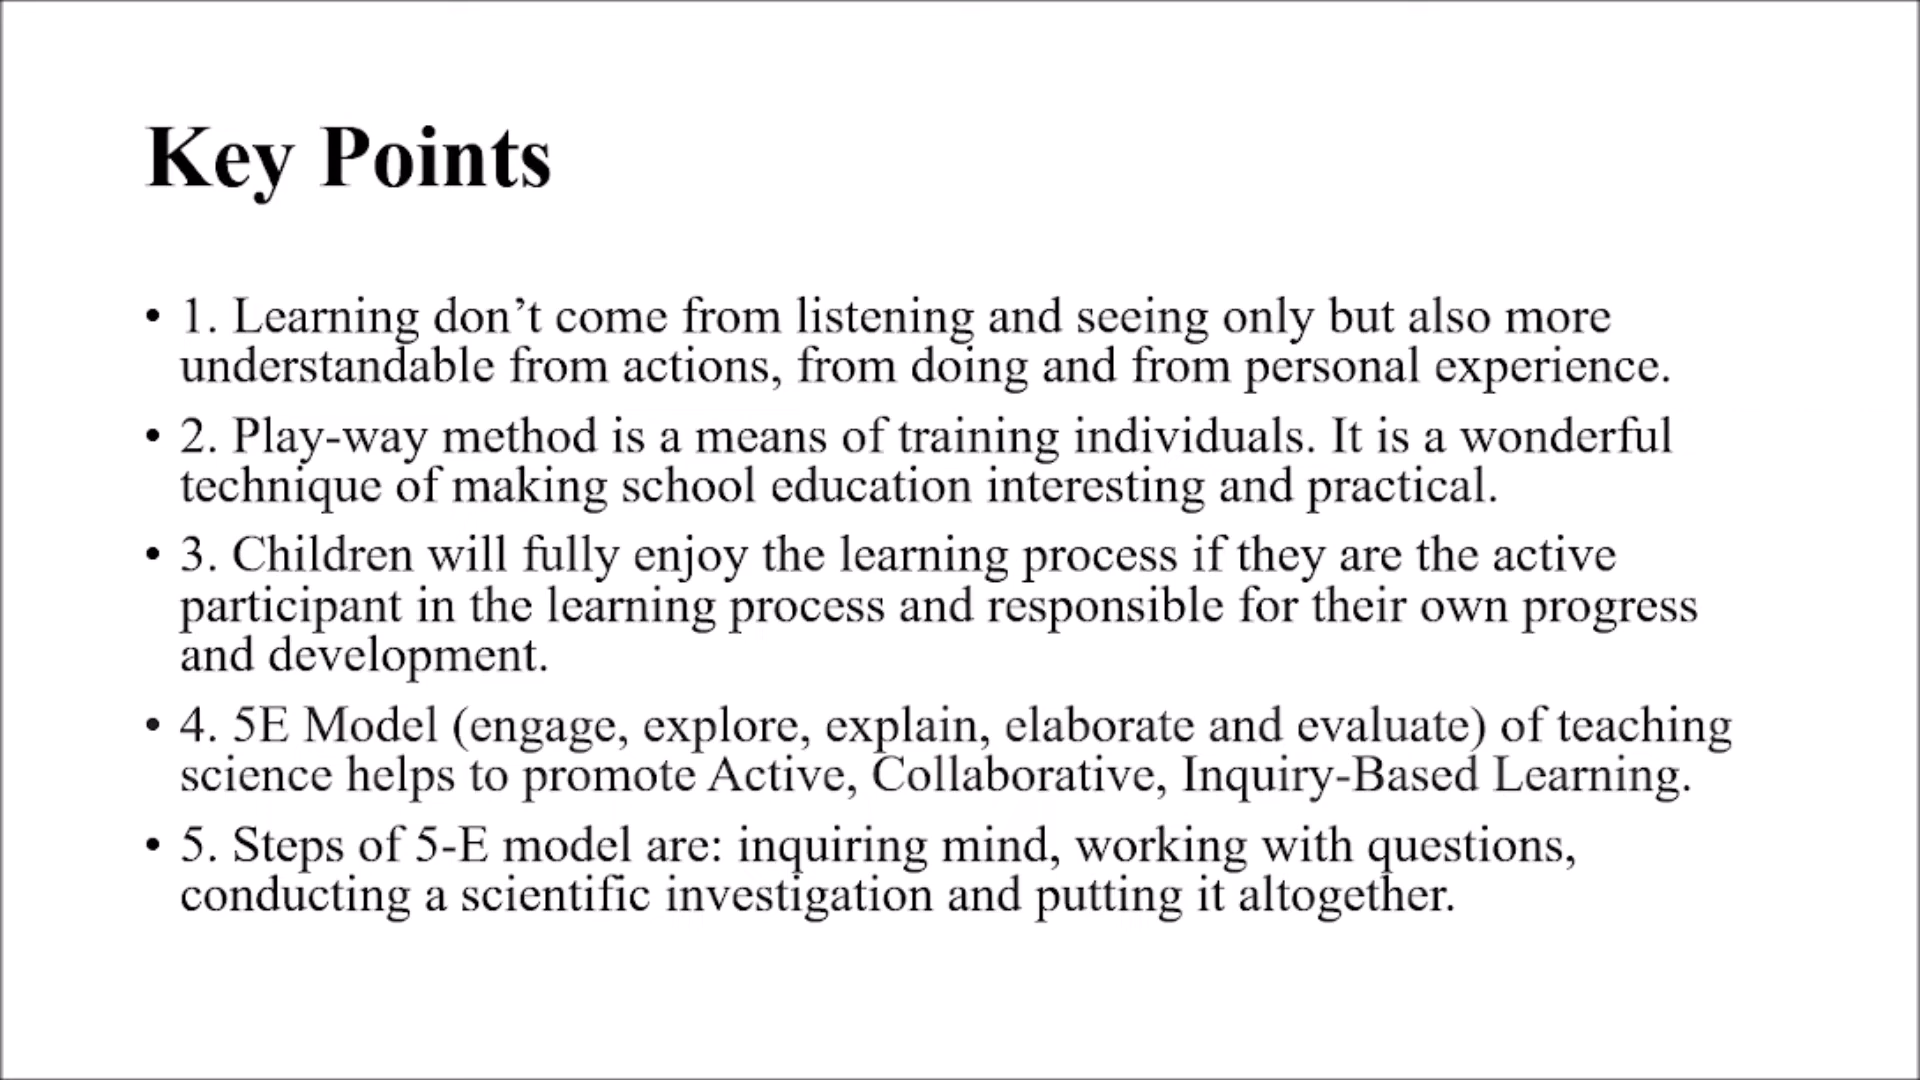 Key Points
• 1. Learning don’t come from listening and seeing only but also more
understandable from actions, from doing and from personal experience.
• 2. Play-way method is a means of training individuals. It is a wonderful
technique of making school education interesting and practical.
• 3. Children will fully enjoy the learning process if they are the active
participant in the learning process and responsible for their own progress
and development.
• 4. 5E Model (engage, explore, explain, elaborate and evaluate) of teaching
science helps to promote Active, Collaborative, Inquiry-Based Learning.
• 5. Steps of 5-E model are: inquiring mind, working with questions,
conducting a scientific investigation and putting it altogether.